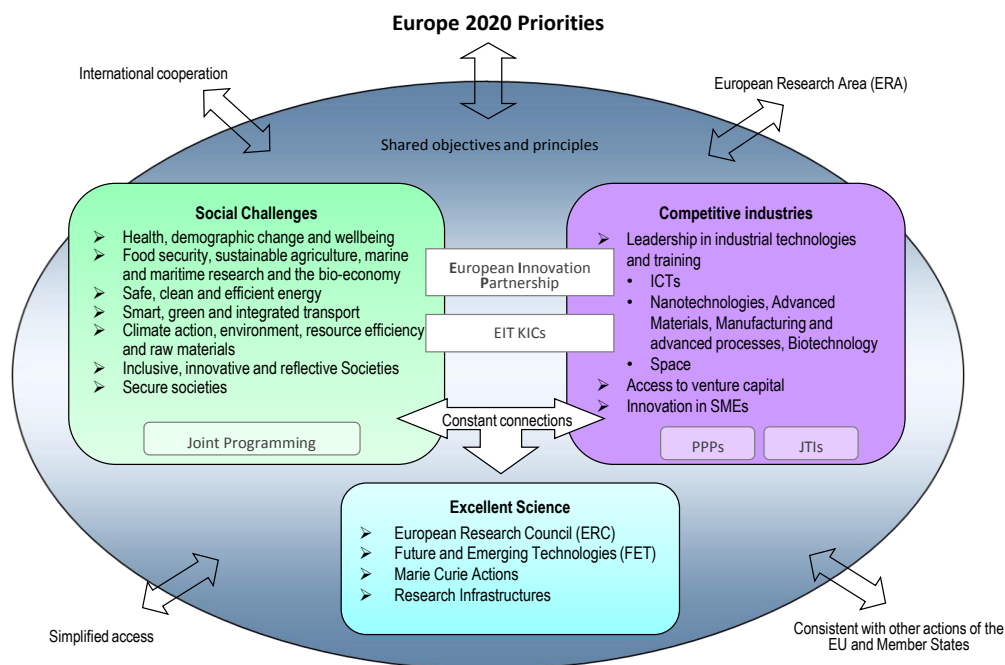 Europe 2020 Priorities
International cooperation
European Research Area (ERA)
Shared objectives and principles
Social Challenges
➢ Health, demographic change and wellbeing
➢ Food security, sustainable agriculture, marine
and maritime research and the bio-economy
➢ Safe, clean and efficient energy
➢ Smart, green and integrated transport
➢ Climate action, environment, resource efficiency
and raw materials
➢ Inclusive, innovative and reflective Societies
➢ Secure societies
Joint Programming
European Innovation
Partnership
EIT KICs
Constant connections
Competitive industries
➢ Leadership in industrial technologies
and training
• ICTs
• Nanotechnologies, Advanced
Materials, Manufacturing and
advanced processes, Biotechnology
• Space
➢ Access to venture capital
➢ Innovation in SMEs
PPPs
JTIs
Excellent Science
➢ European Research Council (ERC)
➢ Future and Emerging Technologies (FET)
➢ Marie Curie Actions
➢ Research Infrastructures
Simplified access
Consistent with other actions of the
EU and Member States